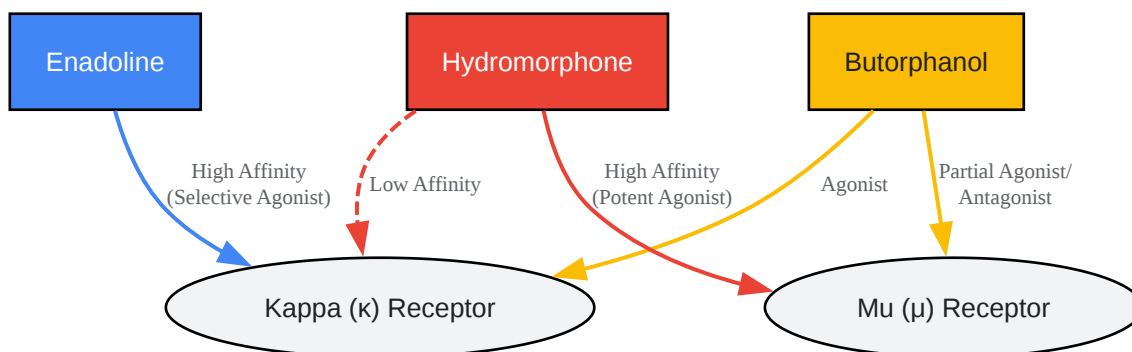 Enadoline
Hydromorphone
Butorphanol
High Affinity
(Selective Agonist)
Low Affinity
High Affinity
(Potent Agonist)
Agonist
Partial Agonist/
Antagonist
Kappa (κ) Receptor
Mu (μ) Receptor